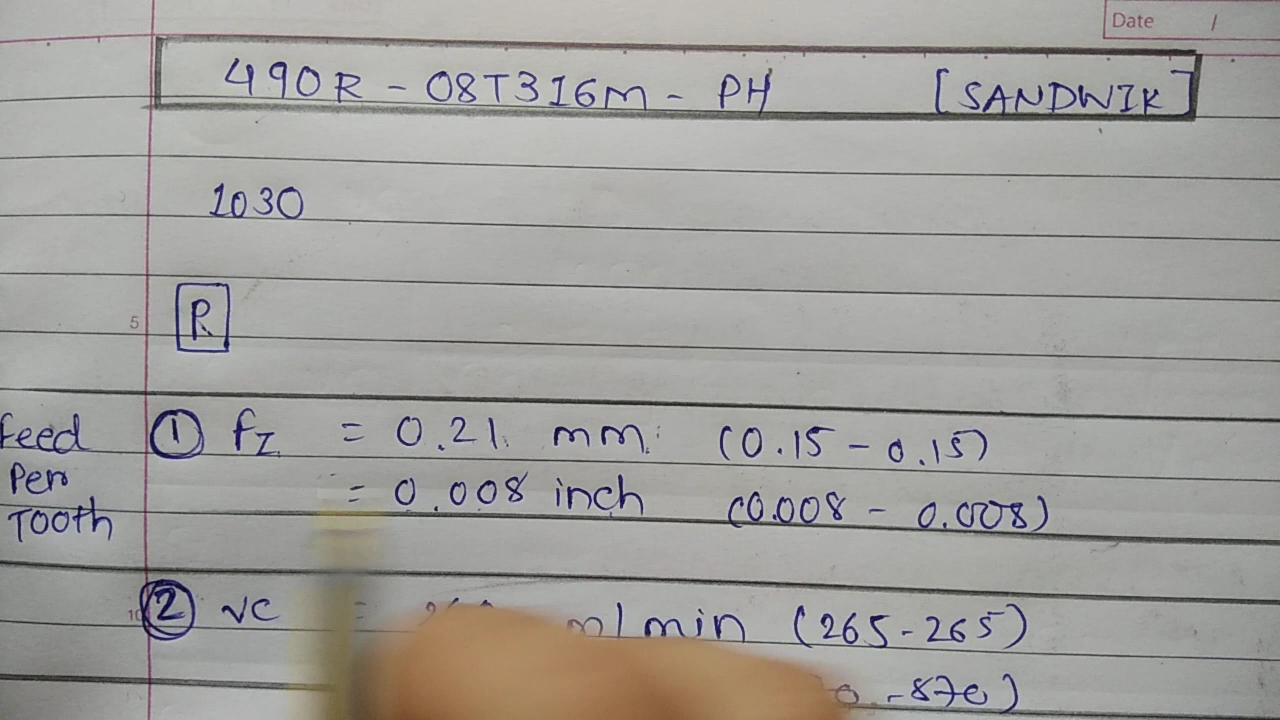 Date /
490R - 08T316M - PH [SANDWIK]
1030
5 R
Feed Per Tooth
① fz = 0.21 mm. (0.15 - 0.15)
= 0.008 inch (0.008 - 0.008)
10 ② vc = m/min (265-265)
-870)